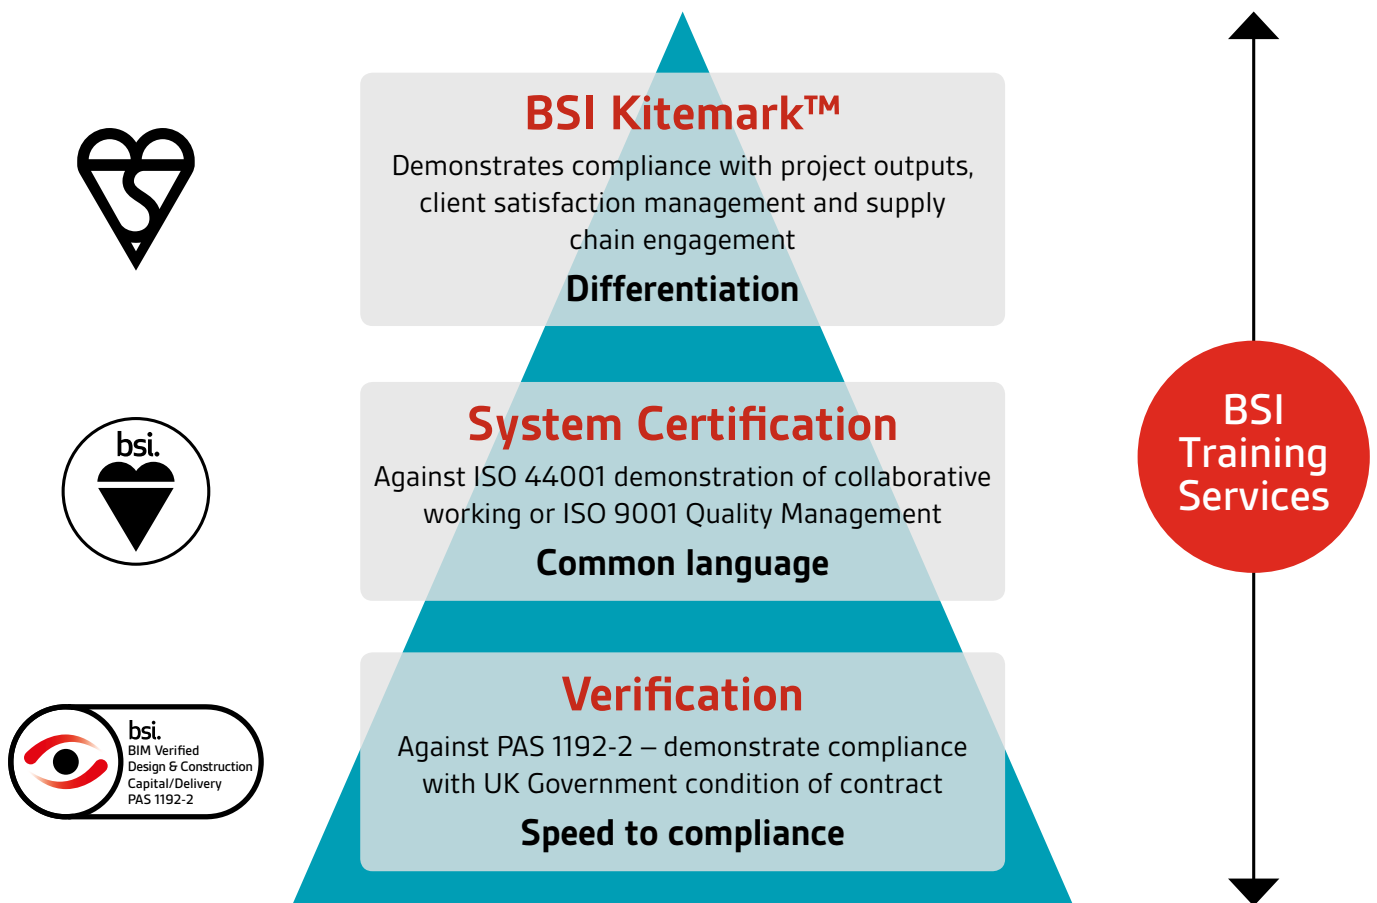 BSI Kitemark™
Demonstrates compliance with project outputs,
client satisfaction management and supply
chain engagement
Differentiation
bsi.
System Certification
Against ISO 44001 demonstration of collaborative
working or ISO 9001 Quality Management
Common language
BSI
Training
Services
bsi.
BIM Verified
Design & Construction
Capital/Delivery
PAS 1192-2
Verification
Against PAS 1192-2 – demonstrate compliance
with UK Government condition of contract
Speed to compliance